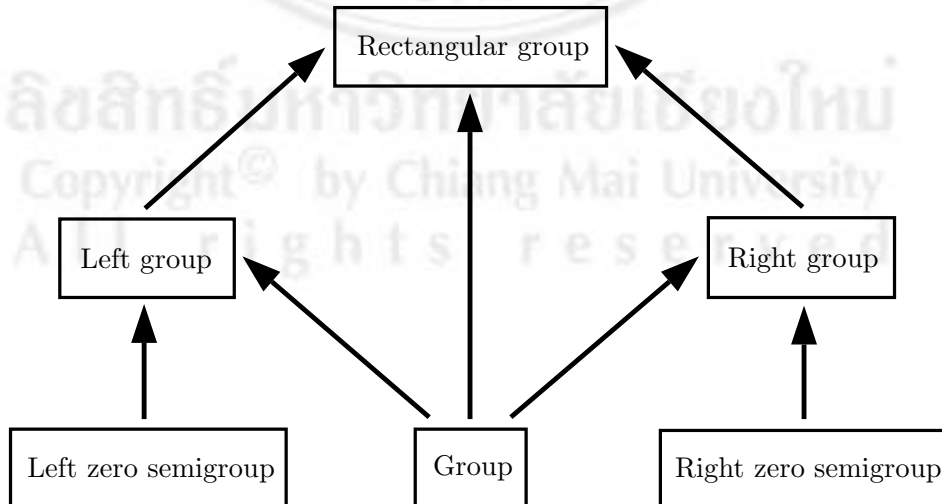 Rectangular group
ลิขสิทธิ์มหาวิทยาลัยเชียงใหม่
Copyright© by Chiang Mai University
All rights reserved
Left group
Right group
Left zero semigroup
Group
Right zero semigroup